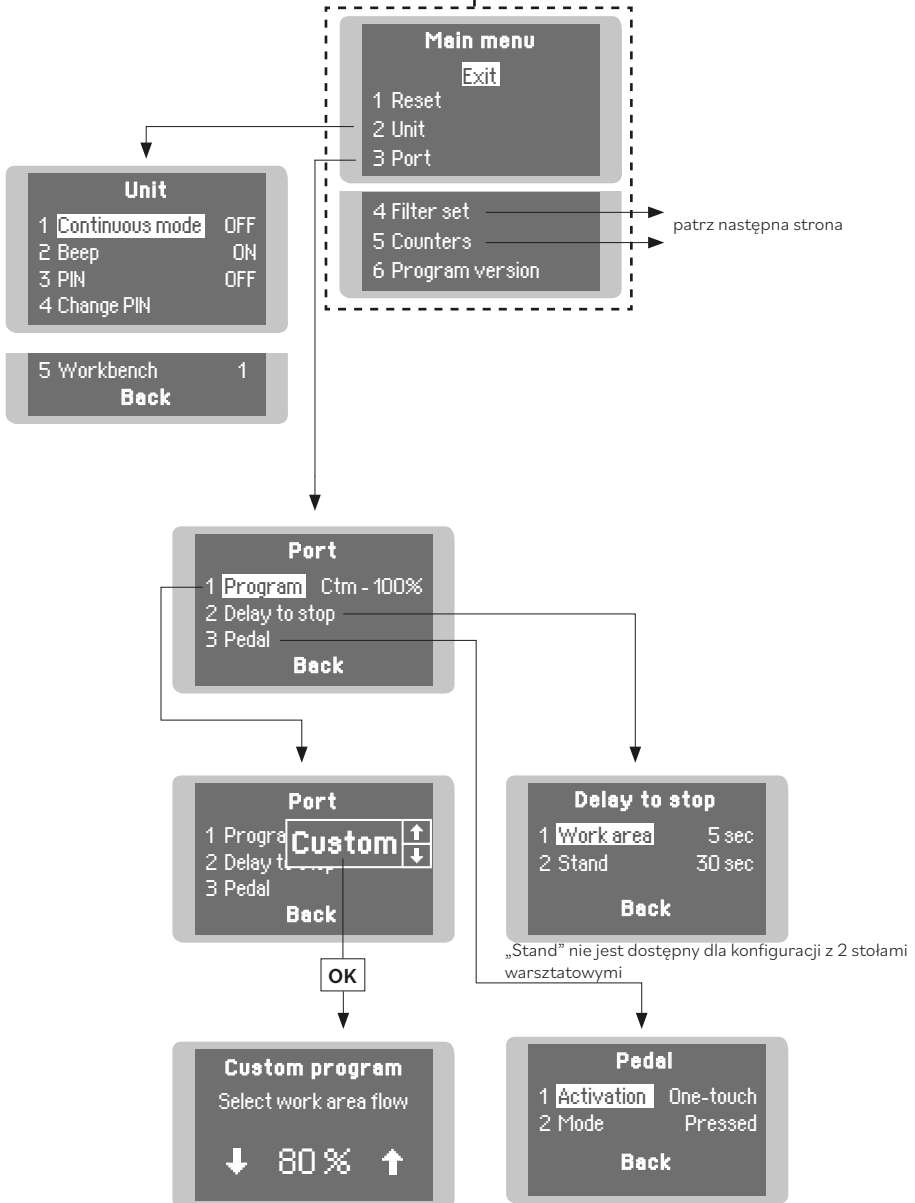 Main menu
Exit
1 Reset
2 Unit
3 Port
4 Filter set
5 Counters
6 Program version
patrz następna strona
Unit
1 Continuous mode OFF
2 Beep ON
3 PIN OFF
4 Change PIN
5 Workbench 1
Back
Port
1 Program Ctm - 100%
2 Delay to stop
3 Pedal
Back
Port
1 Progra
Custom
2 Delay t
3 Pedal
Back
OK
Custom program
Select work area flow
80 %
Delay to stop
1 Work area 5 sec
2 Stand 30 sec
Back
„Stand” nie jest dostępny dla konfiguracji z 2 stołami
warsztatowymi
Pedal
1 Activation One-touch
2 Mode Pressed
Back